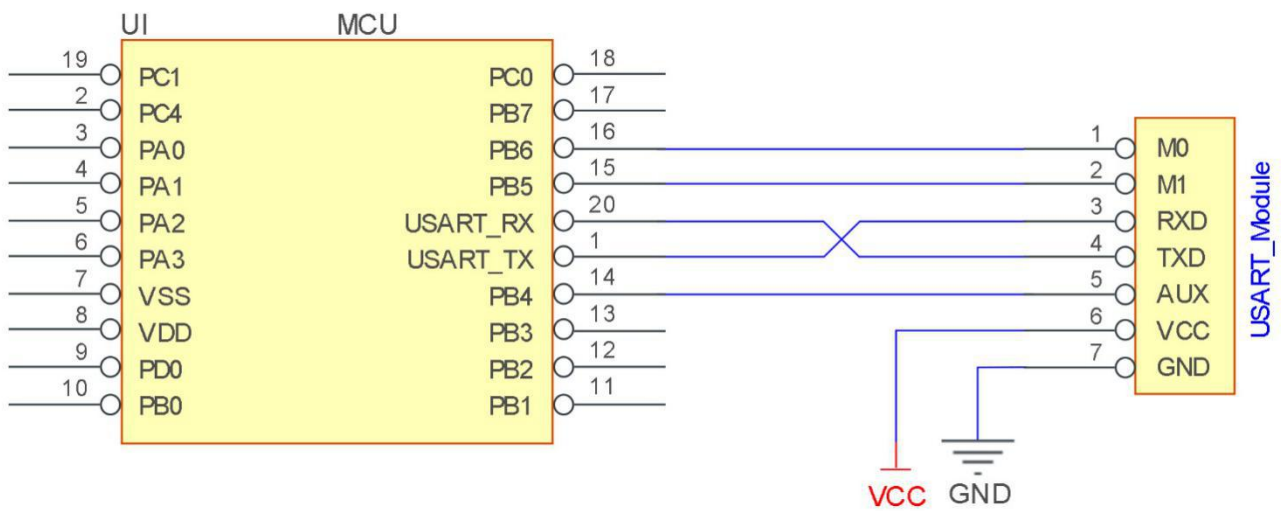 UI MCU
19 PC1 PC0 18
2 PC4 PB7 17
3 PA0 PB6 16 1 M0
4 PA1 PB5 15 2 M1
5 PA2 USART_RX 20 3 RXD
6 PA3 USART_TX 1 4 TXD
7 VSS PB4 14 5 AUX
8 VDD PB3 13 6 VCC
9 PD0 PB2 12 7 GND
10 PB0 PB1 11
USART_Module
VCC GND